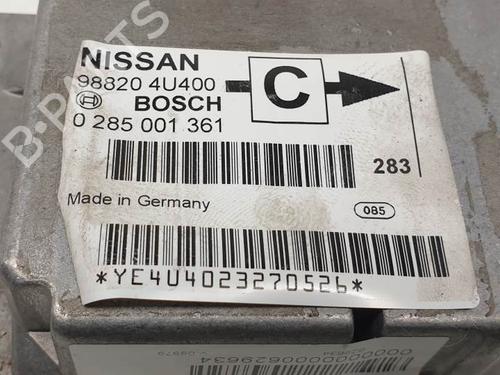 NISSAN
98820 4U400
C
BOSCH
0 285 001 361
283
Made in Germany
085
*YE4U4023270526*
B-PARTS